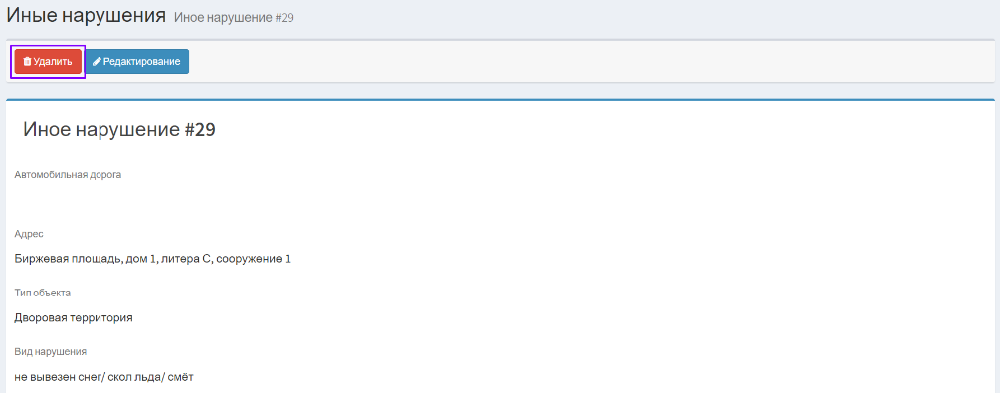 Иные нарушения Иное нарушение #29
Удалить Редактирование
Иное нарушение #29
Автомобильная дорога
Адрес
Биржевая площадь, дом 1, литера С, сооружение 1
Тип объекта
Дворовая территория
Вид нарушения
не вывезен снег/ скол льда/ смёт